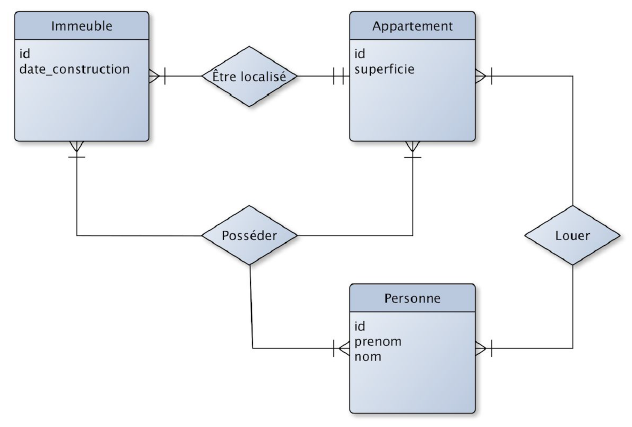 Immeuble
id
date_construction
Être localisé
Appartement
id
superficie
Posséder
Louer
Personne
id
prenom
nom